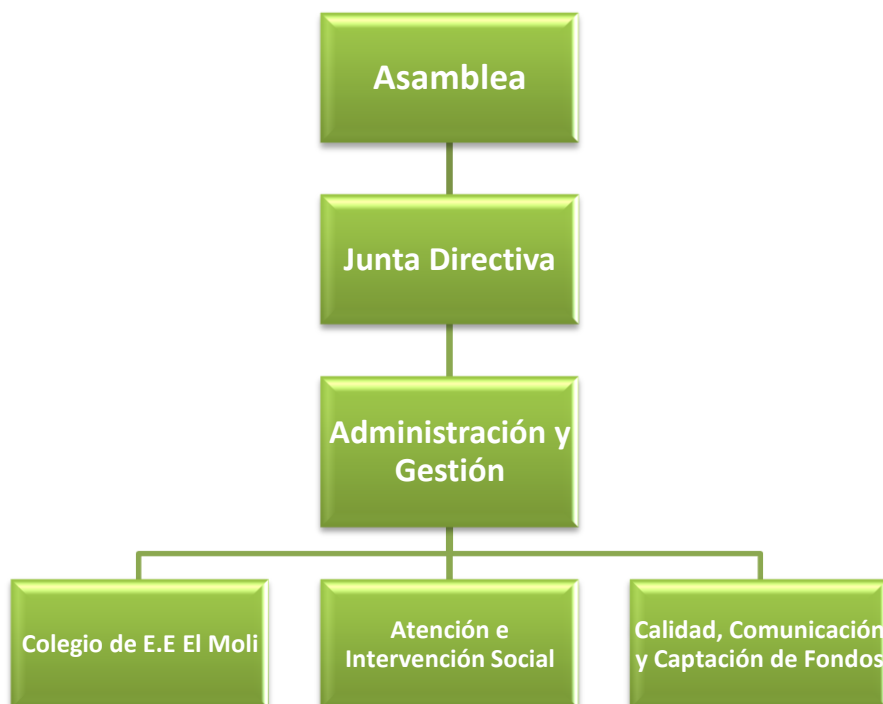 Asamblea
Junta Directiva
Administración y
Gestión
Colegio de E.E El Moli
Atención e
Intervención Social
Calidad, Comunicación
y Captación de Fondos